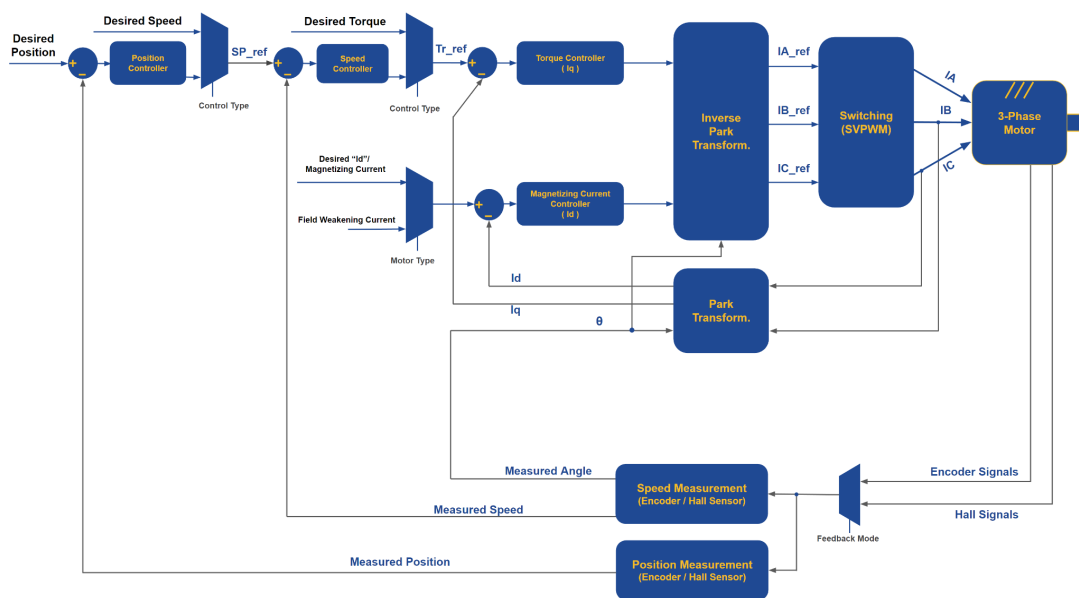 Desired Speed
Desired Torque
Desired
Position
+
−
Position
Controller
SP_ref
+
−
Speed
Controller
Tr_ref
+
−
Torque Controller
( Iq )
Control Type
Control Type
Inverse
Park
Transform.
IA_ref
IB_ref
IC_ref
Switching
(SVPWM)
IA
IB
IC
3-Phase
Motor
Desired “Id”/
Magnetizing Current
Field Weakening Current
Motor Type
+
−
Magnetizing Current
Controller
( Id )
Id
Iq
θ
Park
Transform.
Measured Angle
Measured Speed
Speed Measurement
(Encoder / Hall Sensor)
Encoder Signals
Hall Signals
Feedback Mode
Measured Position
Position Measurement
(Encoder / Hall Sensor)